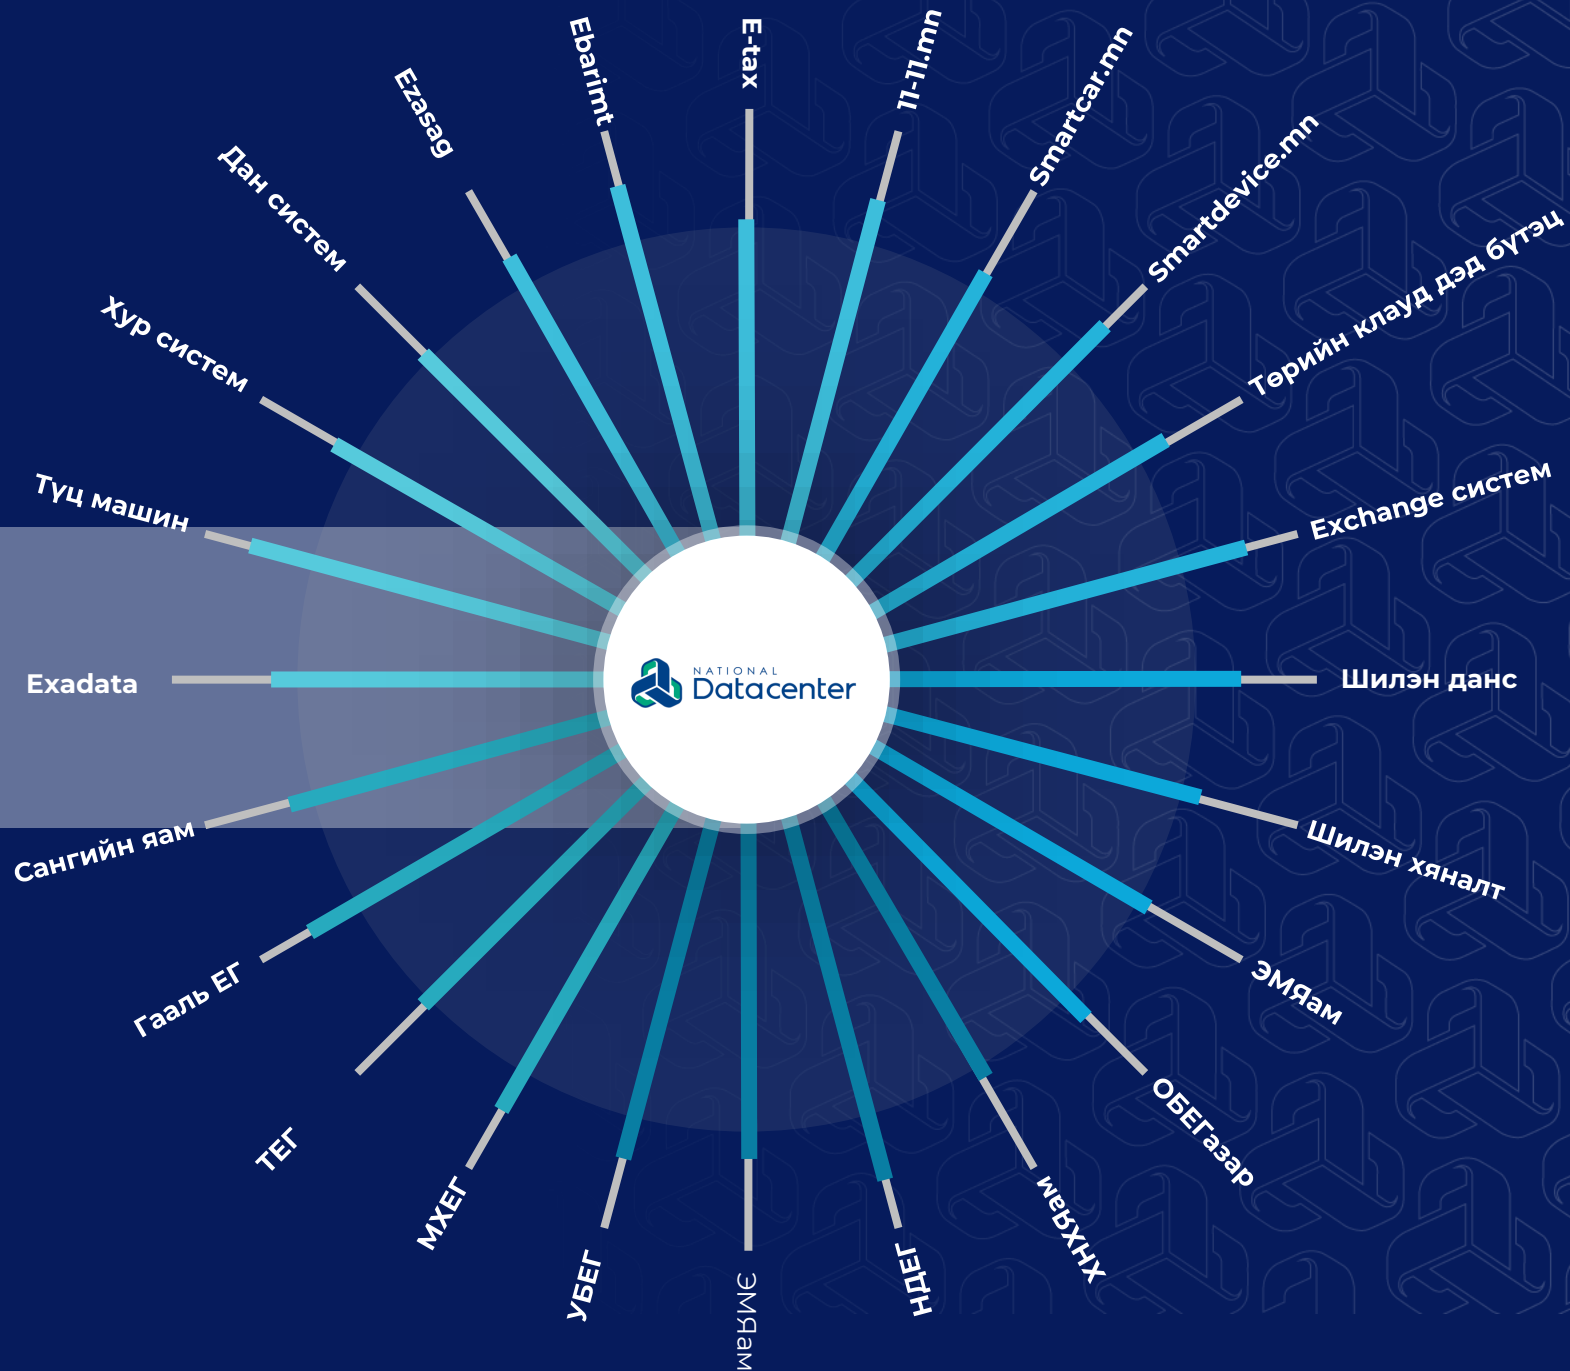 E-tax
11-11.mn
Smartcar.mn
Smartdevice.mn
Төрийн клауд дэд бүтэц
Exchange систем
Шилэн данс
Шилэн хяналт
ЭМЯам
ОБЕГазар
ХНХЯам
НДЕГ
ЭМЯам
УБЕГ
МХЕГ
ТЕГ
Гааль ЕГ
Сангийн яам
Exadata
Түц машин
Хур систем
Дан систем
Ezasag
Ebarimt
NATIONAL
Datacenter